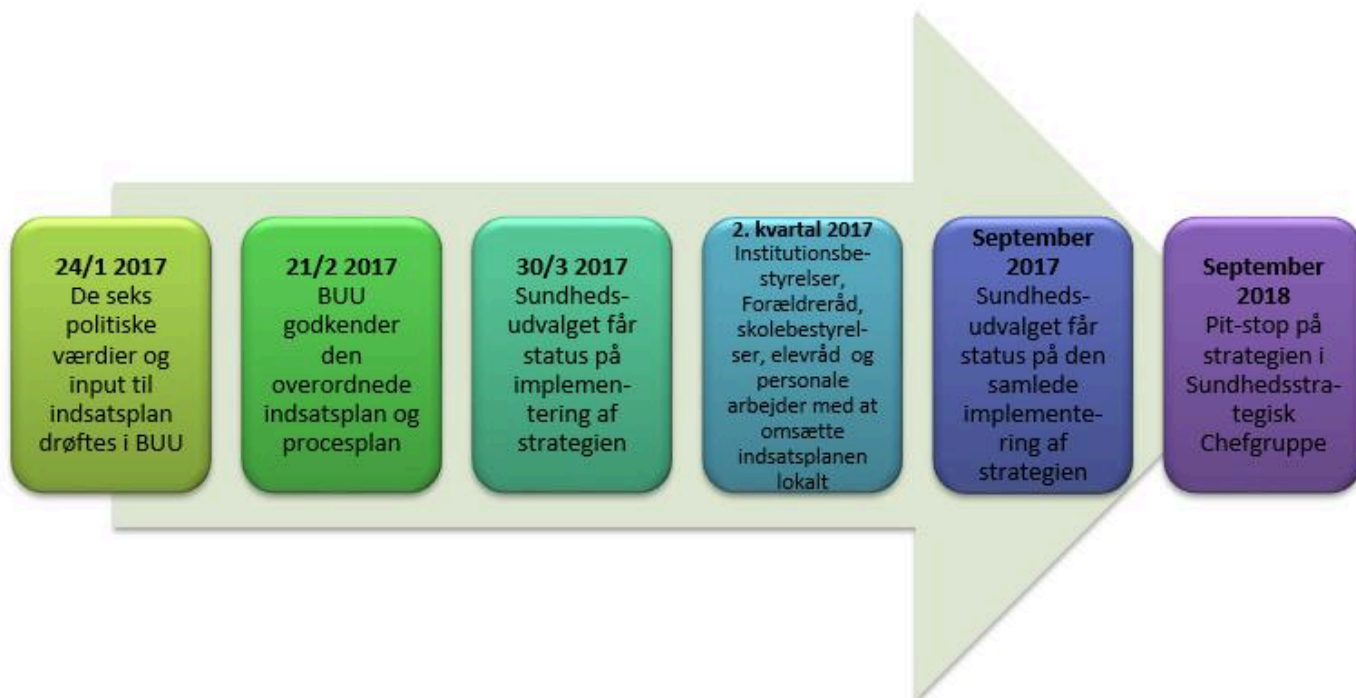 24/1 2017
De seks
politiske
værdier og
input til
indsatsplan
drøftes i BUU
21/2 2017
BUU
godkender
den
overordnede
indsatsplan og
procesplan
30/3 2017
Sundheds-
udvalget får
status på
implemen-
tering af
strategien
2. kvartal 2017
Institutionsbe-
styrelser,
Forældreråd,
skolebestyrel-
ser, elevråd og
personale
arbejder med at
omsætte
indsatsplanen
lokalt
September
2017
Sundheds-
udvalget får
status på den
samlede
implemente-
ring af
strategien
September
2018
Pit-stop på
strategien i
Sundhedsstra-
tegisk
Chefgruppe